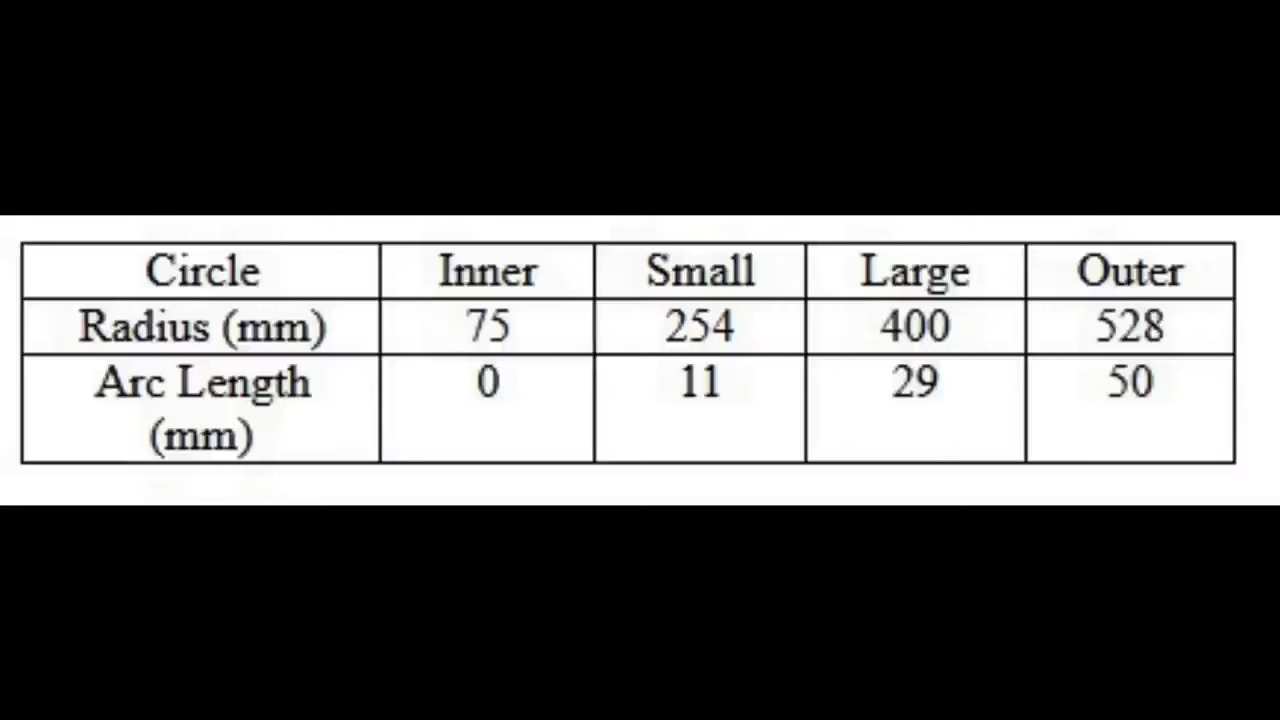 Circle Inner Small Large Outer
Radius (mm) 75 254 400 528
Arc Length 0 11 29 50
(mm)